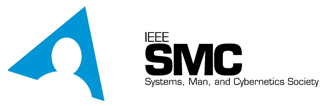 IEEE
SMC
Systems, Man, and Cybernetics Society